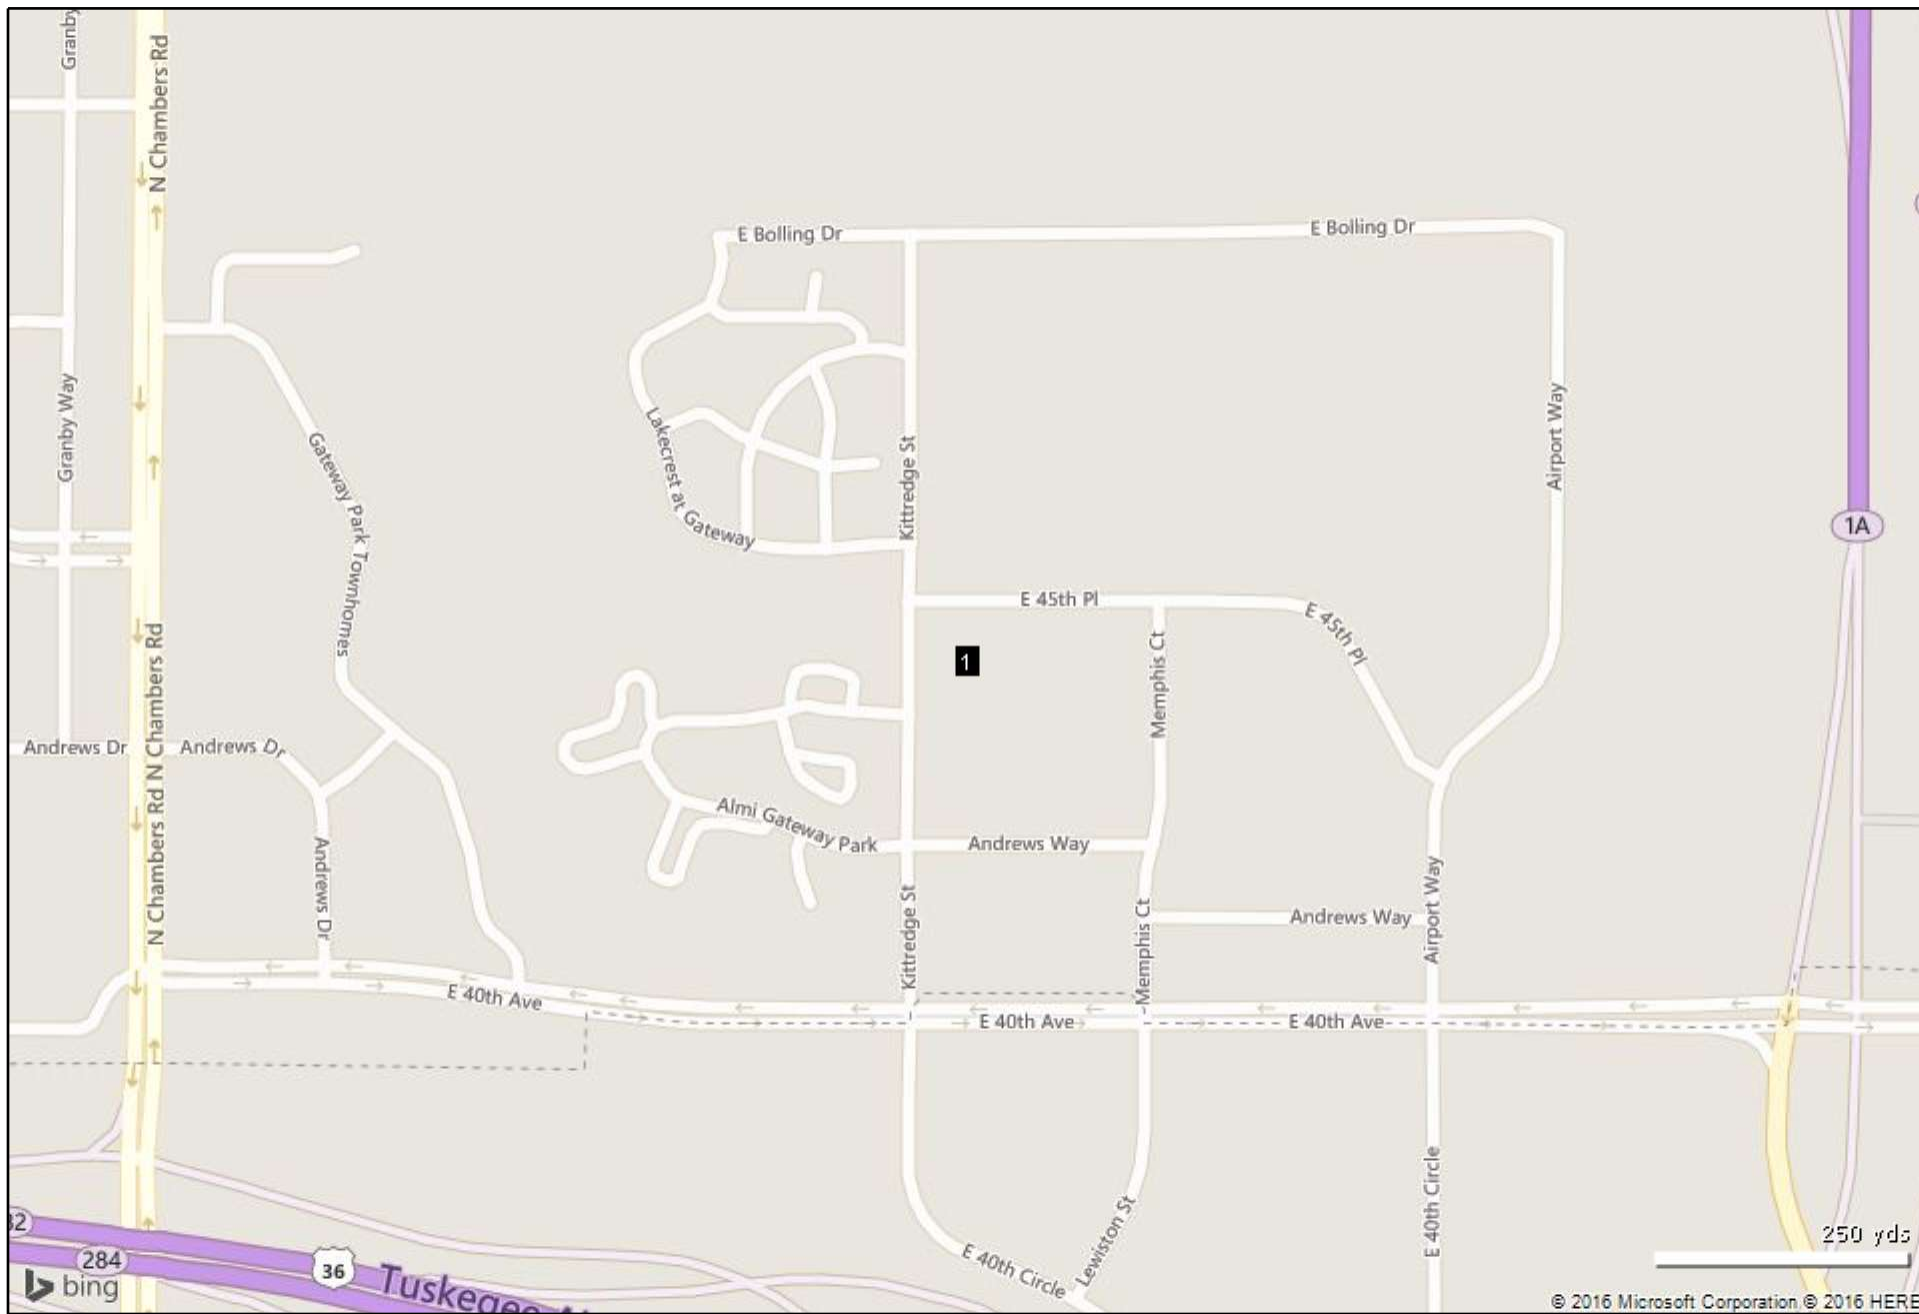 Granby
N Chambers Rd
E Bolling Dr
E Bolling Dr
Granby Way
Gateway Park Townhomes
Lakecrest at Gateway
Kittredge St
Airport Way
1A
E 45th Pl
E 45th Pl
1
Memphis Ct
N Chambers Rd
N Chambers Rd
Andrews Dr
Andrews Dr
Andrews Dr
Almi Gateway Park
Andrews Way
Kittredge St
Memphis Ct
Andrews Way
Airport Way
E 40th Ave
E 40th Ave
E 40th Ave
E 40th Circle
Lewiston St
E 40th Circle
284
36
Tuskegee
250 yds
bing
© 2016 Microsoft Corporation © 2016 HERE